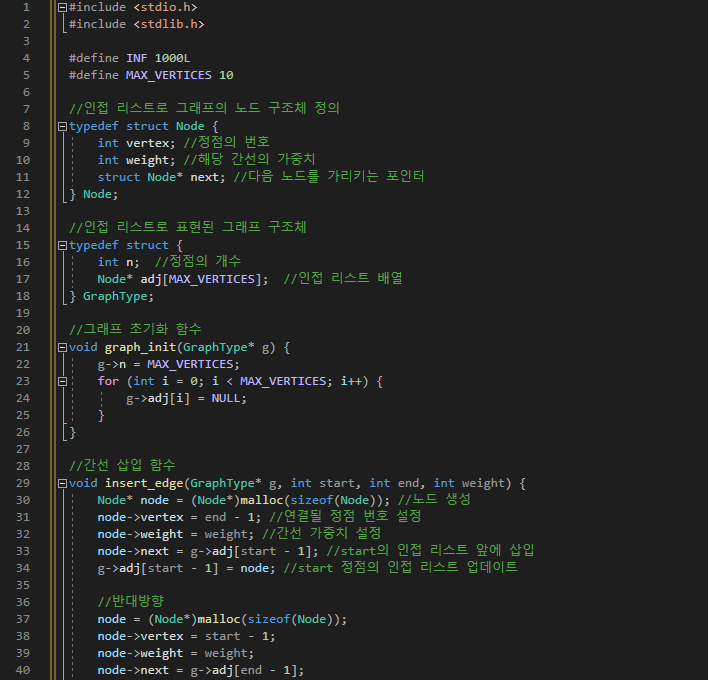 1 #include <stdio.h>
2 #include <stdlib.h>
3
4 #define INF 1000L
5 #define MAX_VERTICES 10
6
7 //인접 리스트로 그래프의 노드 구조체 정의
8 typedef struct Node {
9 int vertex; //정점의 번호
10 int weight; //해당 간선의 가중치
11 struct Node* next; //다음 노드를 가리키는 포인터
12 } Node;
13
14 //인접 리스트로 표현된 그래프 구조체
15 typedef struct {
16 int n; //정점의 개수
17 Node* adj[MAX_VERTICES]; //인접 리스트 배열
18 } GraphType;
19
20 //그래프 초기화 함수
21 void graph_init(GraphType* g) {
22 g->n = MAX_VERTICES;
23 for (int i = 0; i < MAX_VERTICES; i++) {
24 g->adj[i] = NULL;
25 }
26 }
27
28 //간선 삽입 함수
29 void insert_edge(GraphType* g, int start, int end, int weight) {
30 Node* node = (Node*)malloc(sizeof(Node)); //노드 생성
31 node->vertex = end - 1; //연결될 정점 번호 설정
32 node->weight = weight; //간선 가중치 설정
33 node->next = g->adj[start - 1]; //start의 인접 리스트 앞에 삽입
34 g->adj[start - 1] = node; //start 정점의 인접 리스트 업데이트
35
36 //반대방향
37 node = (Node*)malloc(sizeof(Node));
38 node->vertex = start - 1;
39 node->weight = weight;
40 node->next = g->adj[end - 1];